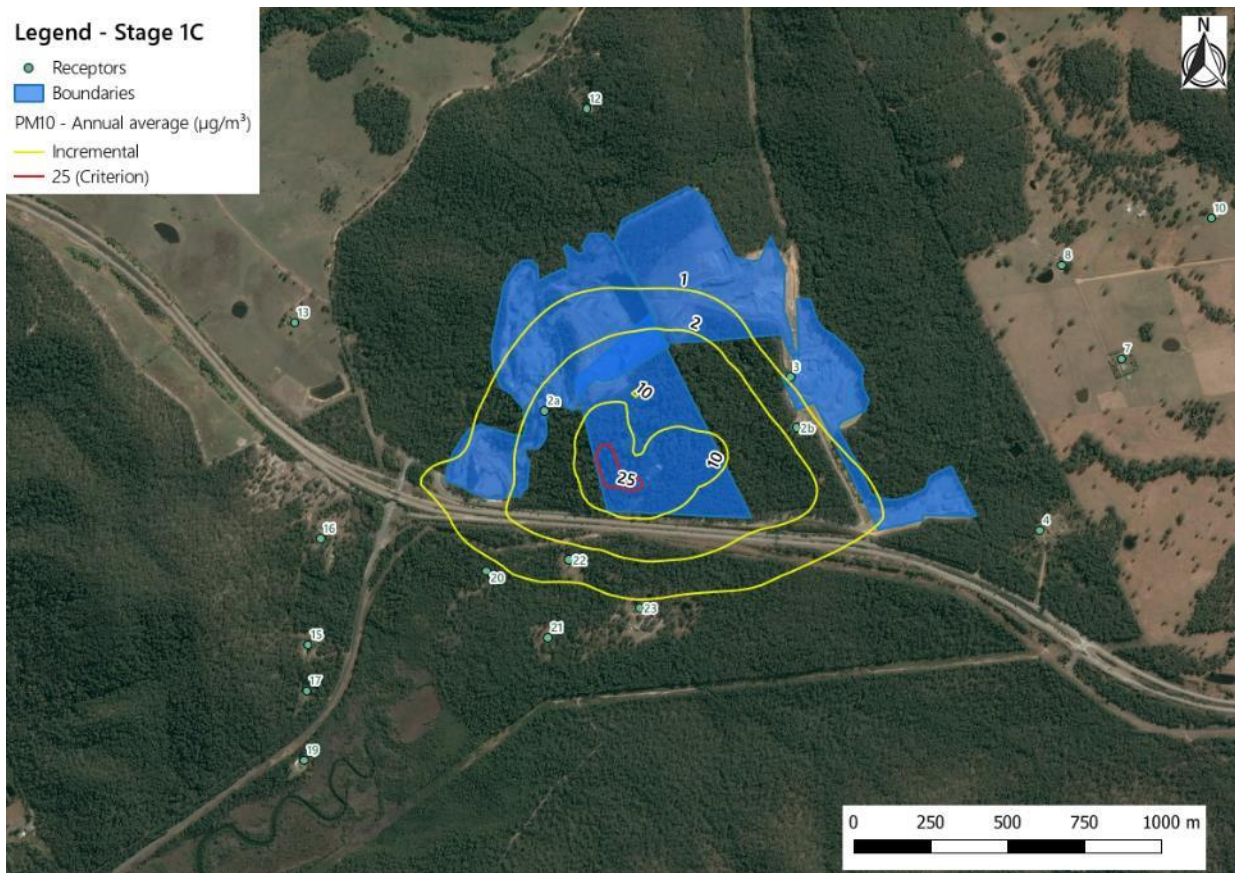 Legend - Stage 1C
Receptors
Boundaries
PM10 - Annual average (µg/m³)
Incremental
25 (Criterion)
N
12
10
8
1
13
2
7
3
10
2a
2b
10
25
16
4
22
20
23
21
15
17
19
0 250 500 750 1000 m